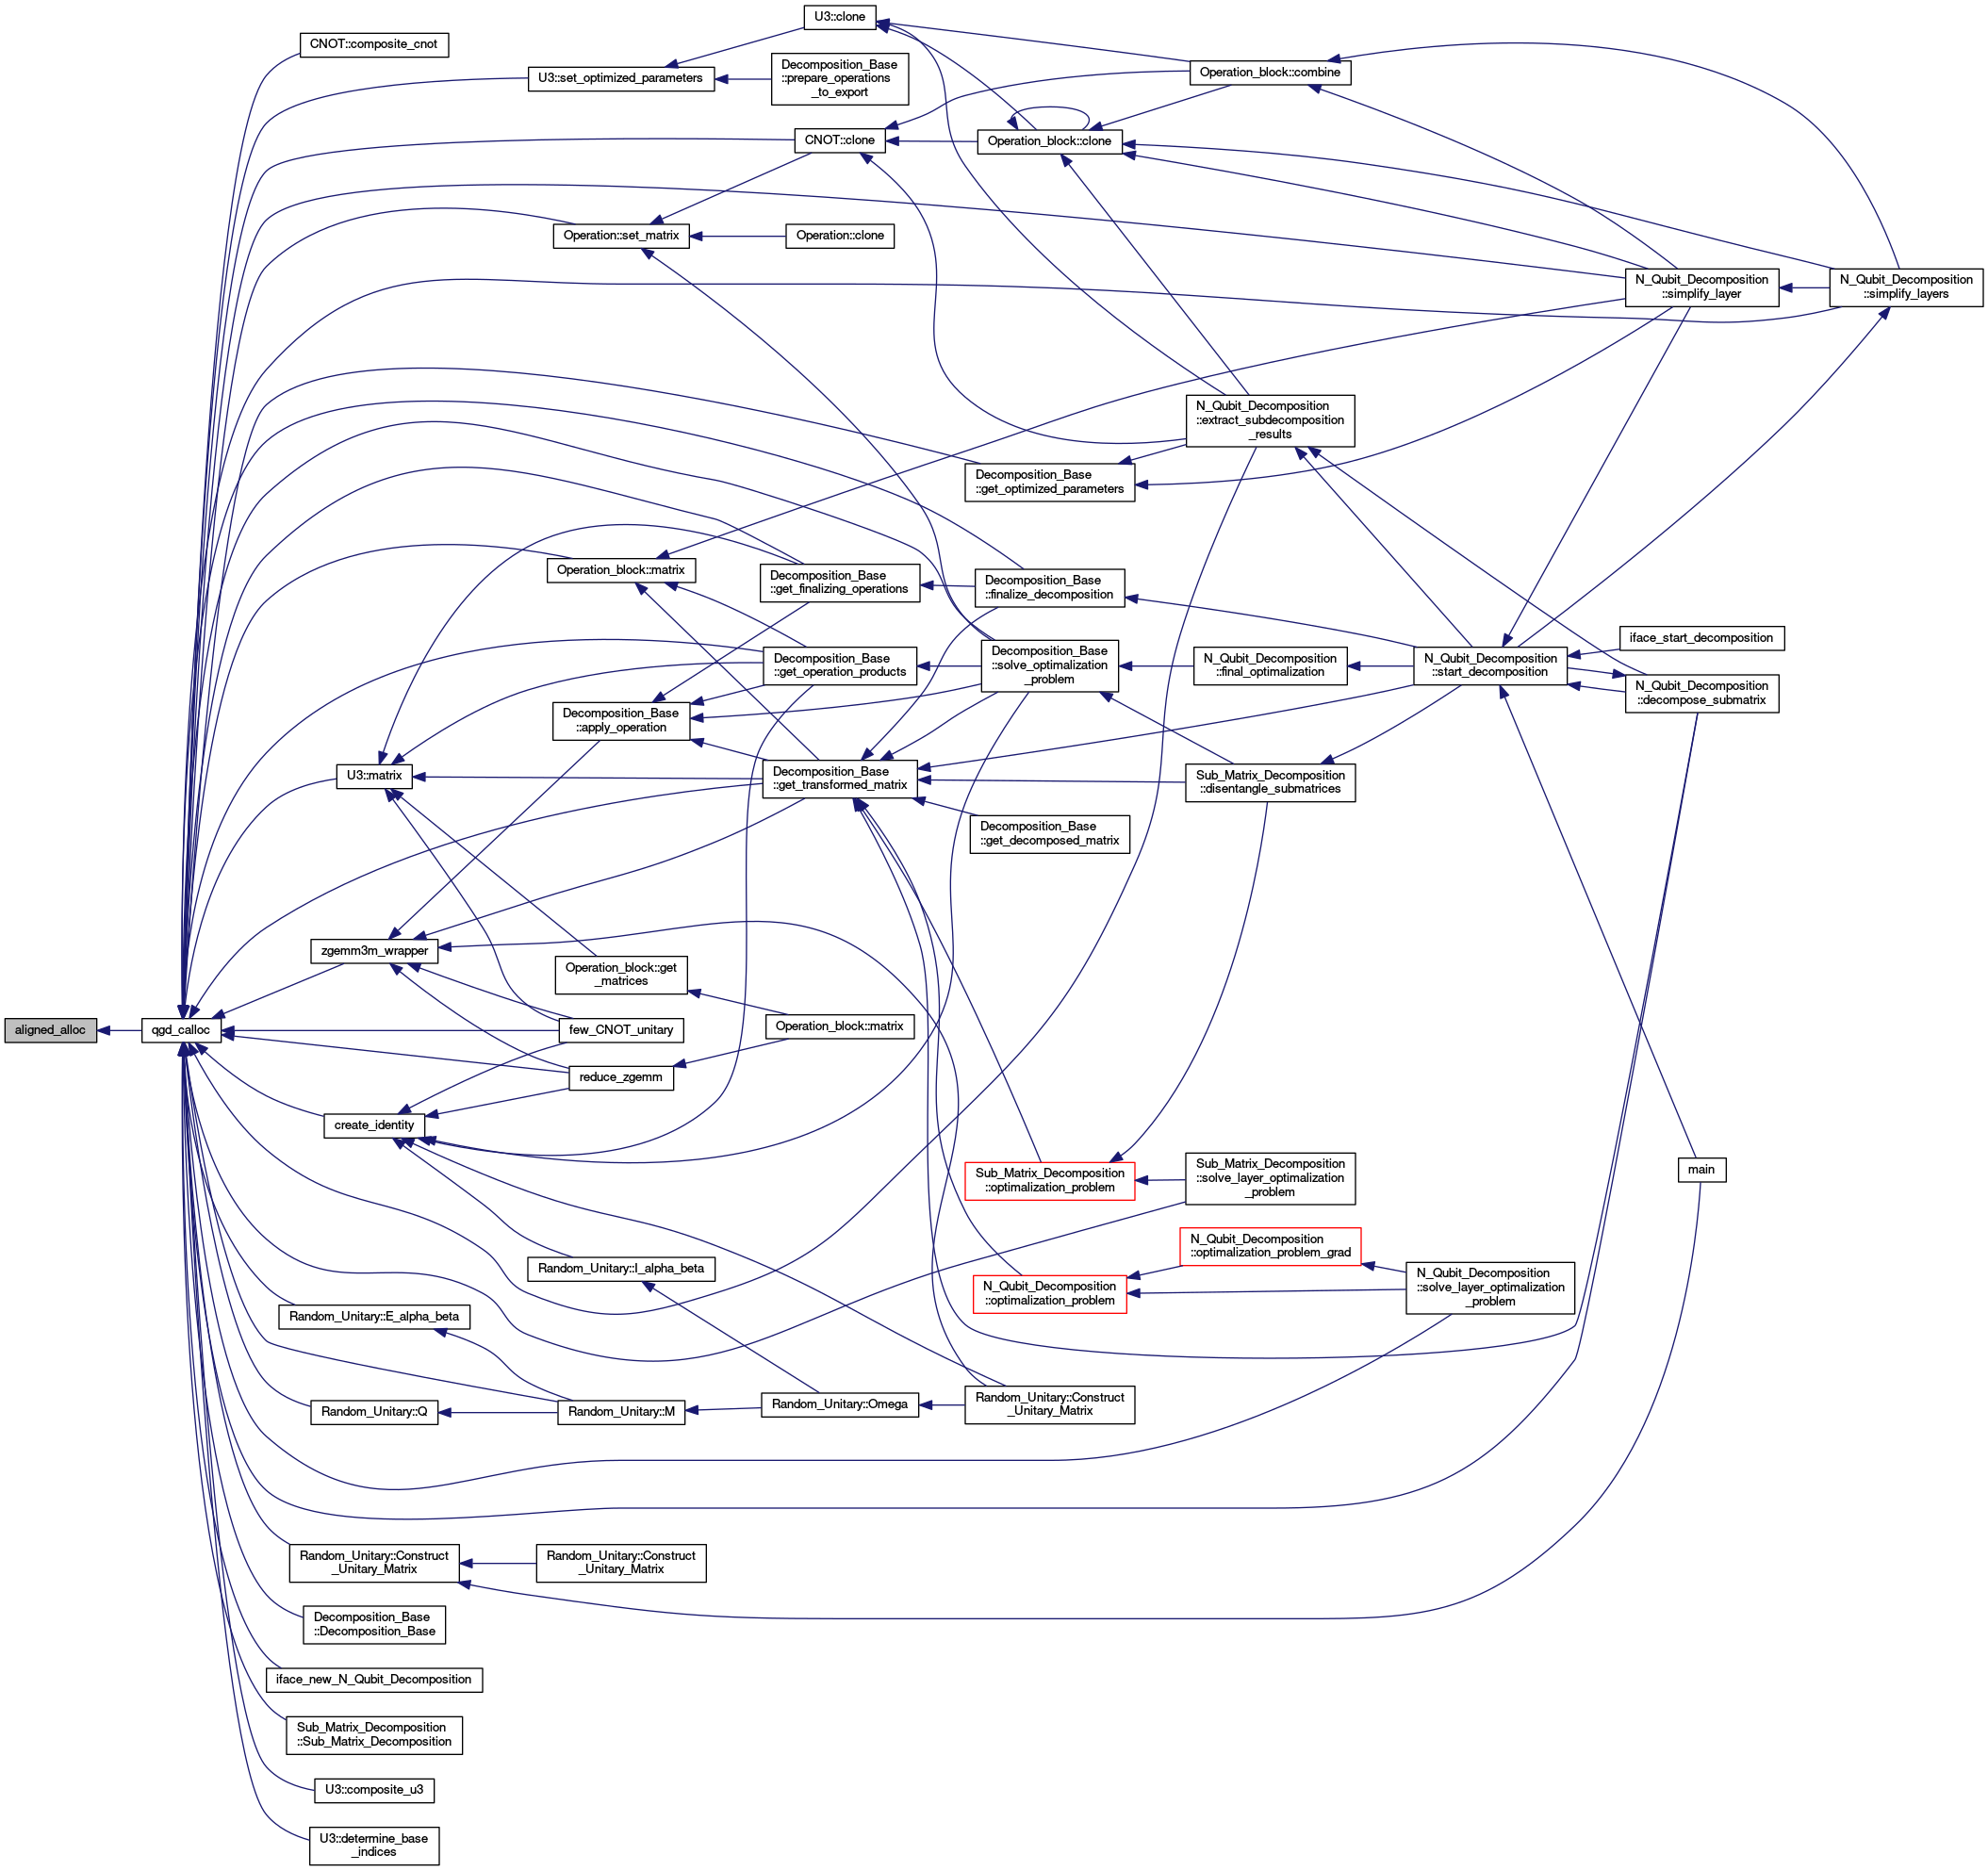 U3::clone
CNOT::composite_cnot
U3::set_optimized_parameters
Decomposition_Base
::prepare_operations
_to_export
Operation_block::combine
CNOT::clone
Operation_block::clone
Operation::set_matrix
Operation::clone
N_Qubit_Decomposition
::simplify_layer
N_Qubit_Decomposition
::simplify_layers
N_Qubit_Decomposition
::extract_subdecomposition
_results
Decomposition_Base
::get_optimized_parameters
Operation_block::matrix
Decomposition_Base
::get_finalizing_operations
Decomposition_Base
::finalize_decomposition
iface_start_decomposition
Decomposition_Base
::get_operation_products
Decomposition_Base
::solve_optimalization
_problem
N_Qubit_Decomposition
::final_optimalization
N_Qubit_Decomposition
::start_decomposition
N_Qubit_Decomposition
::decompose_submatrix
Decomposition_Base
::apply_operation
U3::matrix
Decomposition_Base
::get_transformed_matrix
Sub_Matrix_Decomposition
::disentangle_submatrices
Decomposition_Base
::get_decomposed_matrix
zgemm3m_wrapper
Operation_block::get
_matrices
aligned_alloc
qgd_calloc
few_CNOT_unitary
Operation_block::matrix
reduce_zgemm
create_identity
Sub_Matrix_Decomposition
::optimalization_problem
Sub_Matrix_Decomposition
::solve_layer_optimalization
_problem
main
Random_Unitary::I_alpha_beta
N_Qubit_Decomposition
::optimalization_problem_grad
N_Qubit_Decomposition
::optimalization_problem
N_Qubit_Decomposition
::solve_layer_optimalization
_problem
Random_Unitary::E_alpha_beta
Random_Unitary::Q
Random_Unitary::M
Random_Unitary::Omega
Random_Unitary::Construct
_Unitary_Matrix
Random_Unitary::Construct
_Unitary_Matrix
Random_Unitary::Construct
_Unitary_Matrix
Decomposition_Base
::Decomposition_Base
iface_new_N_Qubit_Decomposition
Sub_Matrix_Decomposition
::Sub_Matrix_Decomposition
U3::composite_u3
U3::determine_base
_indices